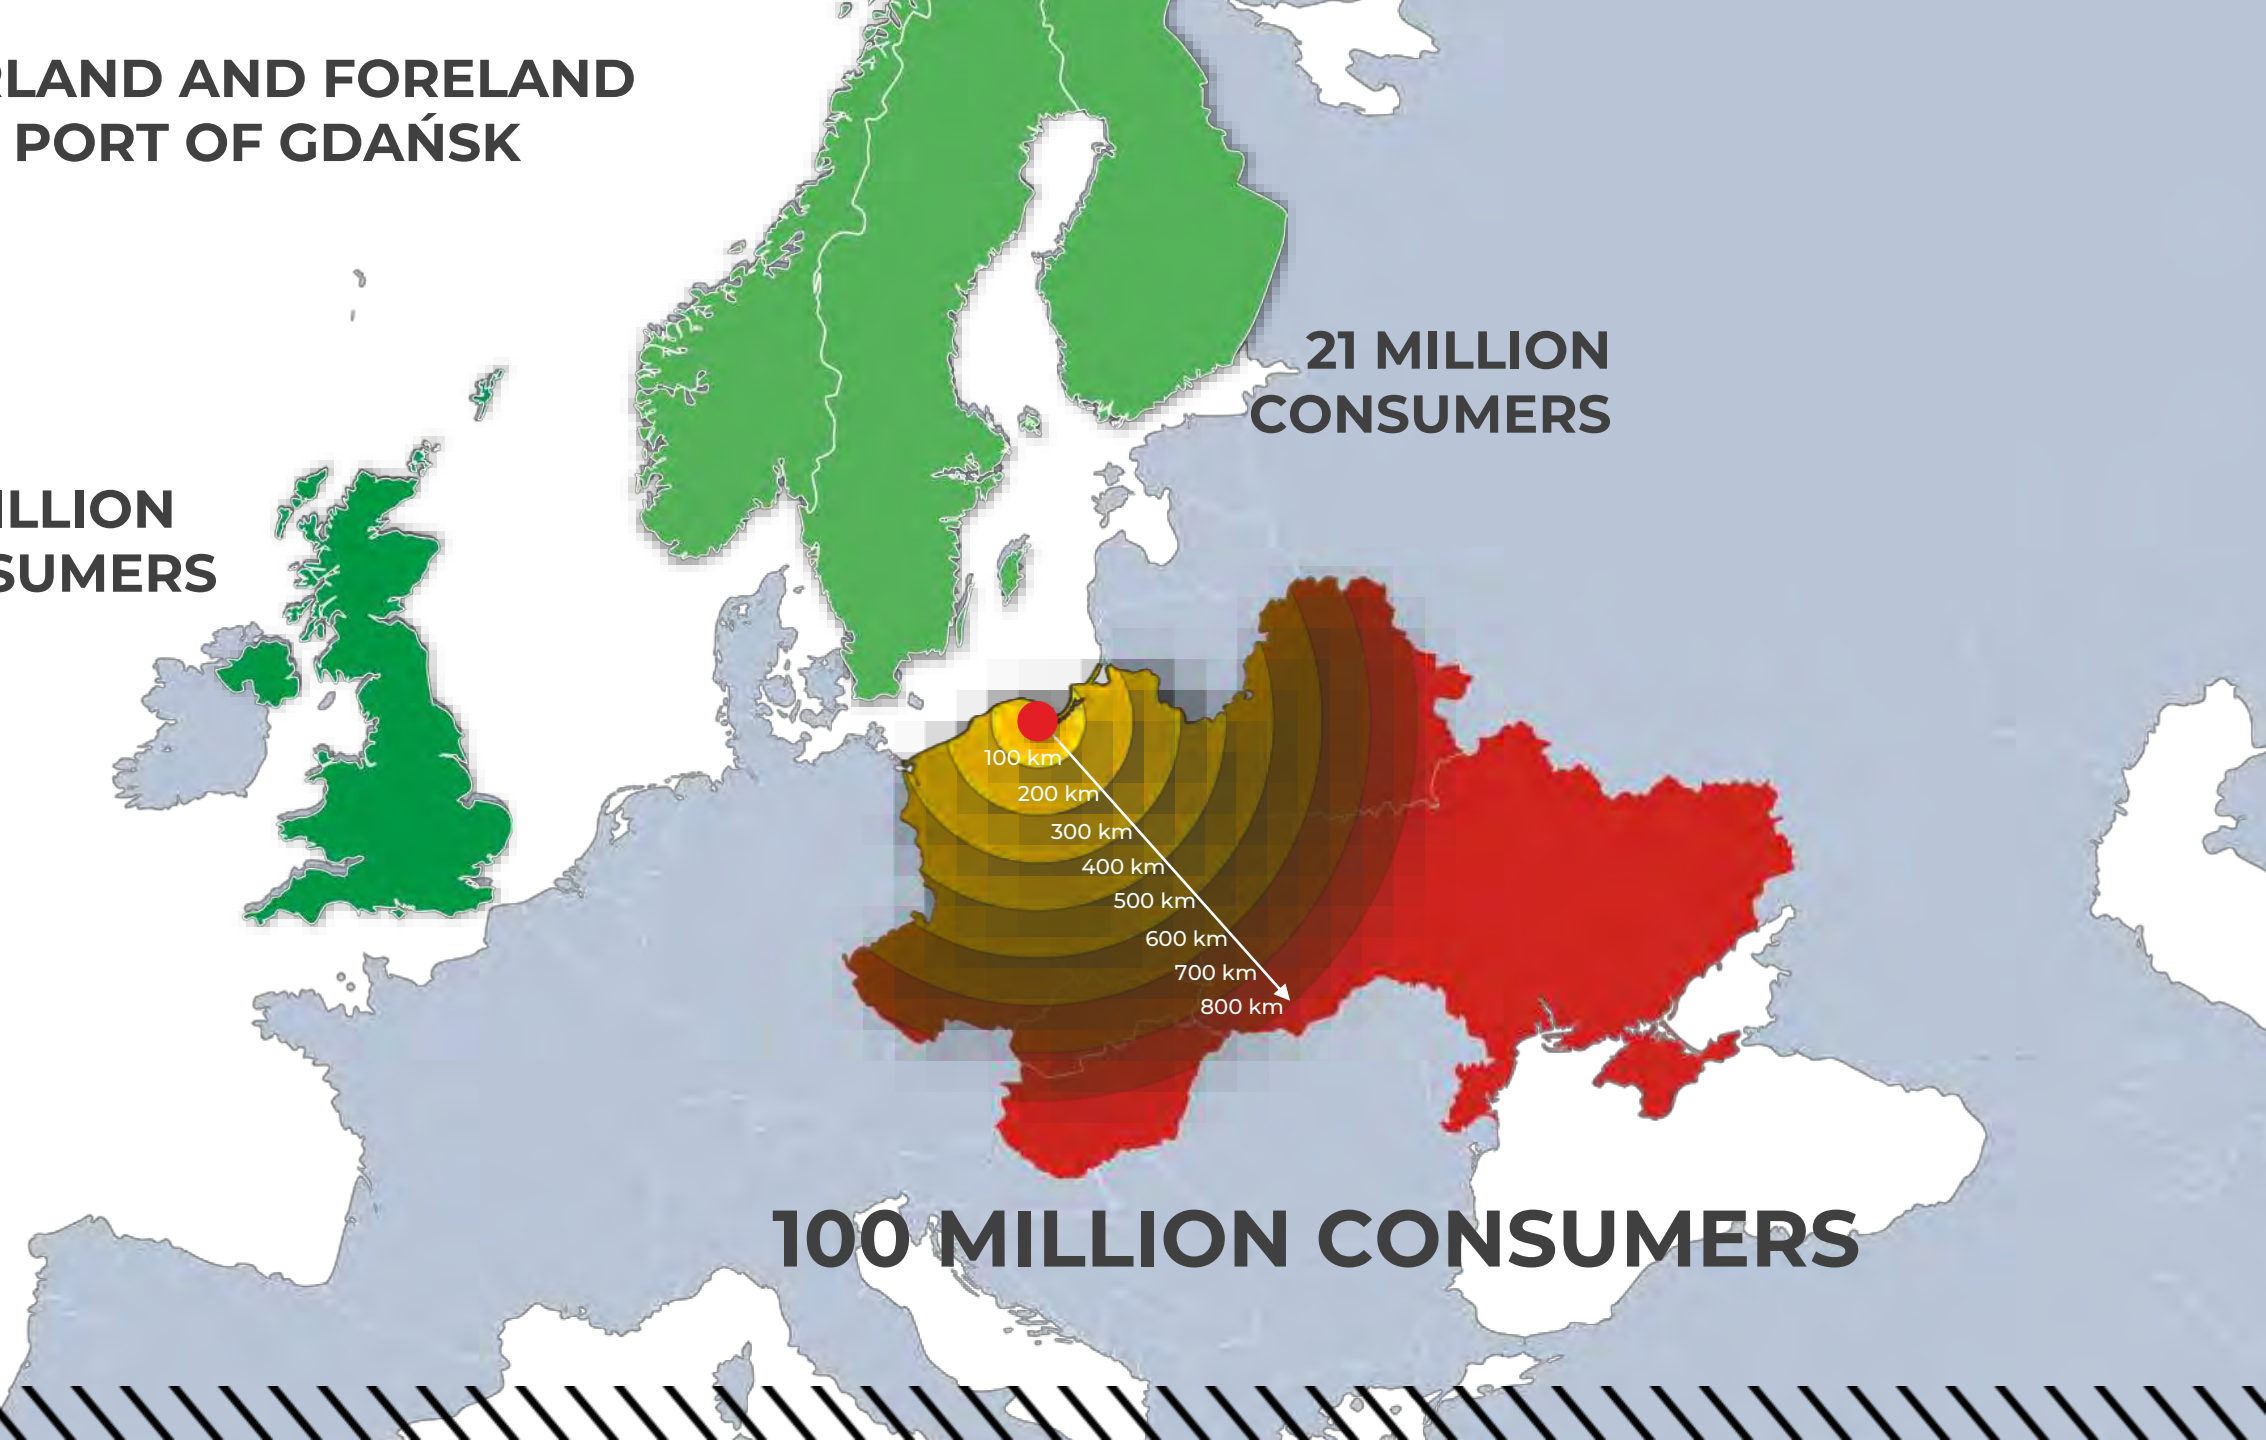 RLAND AND FORELAND
PORT OF GDAŃSK
21 MILLION
CONSUMERS
ILLION
SUMERS
100 km
200 km
300 km
400 km
500 km
600 km
700 km
800 km
100 MILLION CONSUMERS